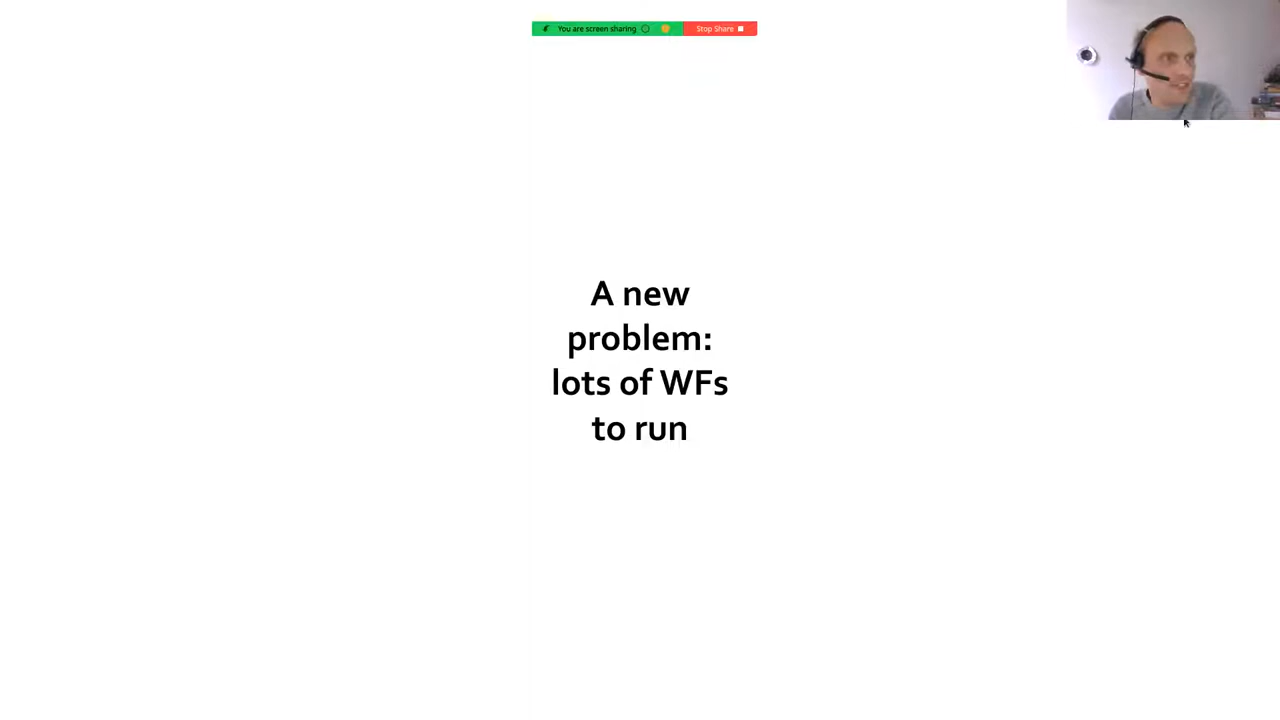 You are screen sharing
Stop Share
A new
problem:
lots of WFs
to run